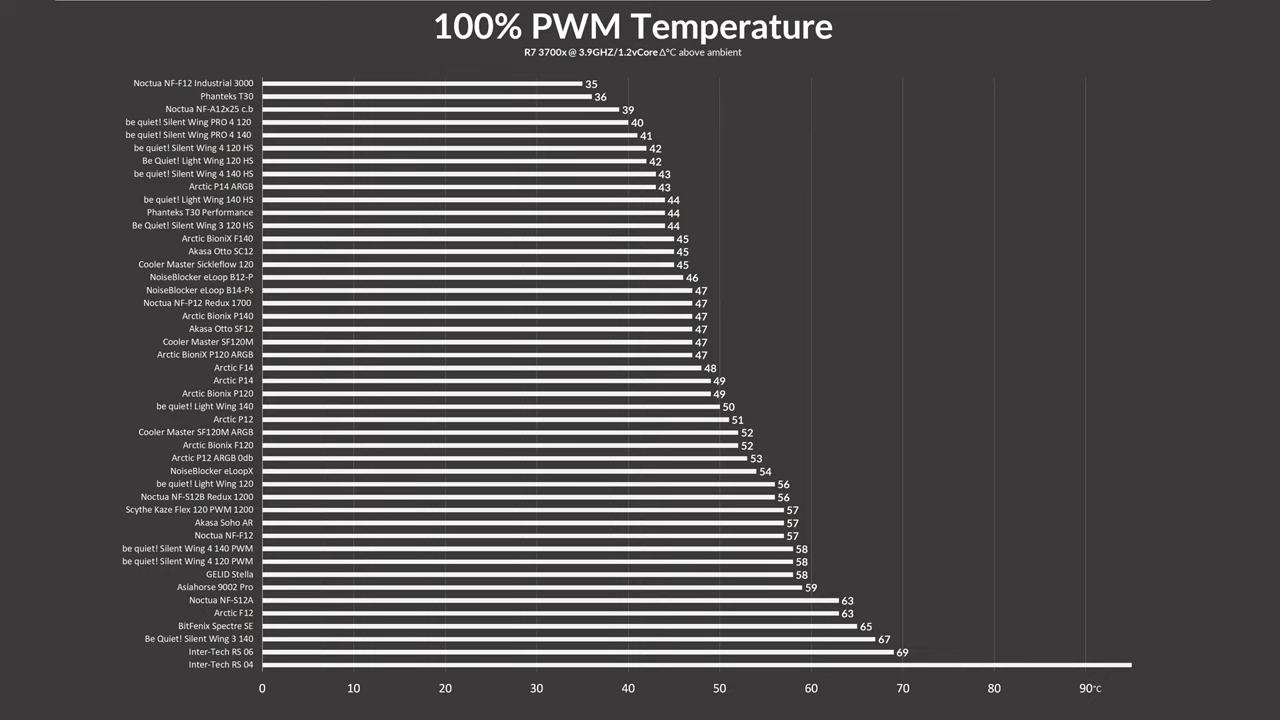 100% PWM Temperature
R7 3700x @ 3.9GHZ/1.2vCore Δ°C above ambient
Noctua NF-F12 Industrial 3000 35
Phanteks T30 36
Noctua NF-A12x25 c.b 39
be quiet! Silent Wing PRO 4 120 40
be quiet! Silent Wing PRO 4 140 41
be quiet! Silent Wing 4 120 HS 42
Be Quiet! Light Wing 120 HS 42
be quiet! Silent Wing 4 140 HS 43
Arctic P14 ARGB 43
be quiet! Light Wing 140 HS 44
Phanteks T30 Performance 44
Be Quiet! Silent Wing 3 120 HS 44
Arctic BioniX F140 45
Akasa Otto SC12 45
Cooler Master Sickleflow 120 45
NoiseBlocker eLoop B12-P 46
NoiseBlocker eLoop B14-Ps 47
Noctua NF-P12 Redux 1700 47
Arctic Bionix P140 47
Akasa Otto SF12 47
Cooler Master SF120M 47
Arctic BioniX P120 ARGB 47
Arctic F14 48
Arctic P14 49
Arctic Bionix P120 49
be quiet! Light Wing 140 50
Arctic P12 51
Cooler Master SF120M ARGB 52
Arctic Bionix F120 52
Arctic P12 ARGB 0db 53
NoiseBlocker eLoopX 54
be quiet! Light Wing 120 56
Noctua NF-S12B Redux 1200 56
Scythe Kaze Flex 120 PWM 1200 57
Akasa Soho AR 57
Noctua NF-F12 57
be quiet! Silent Wing 4 140 PWM 58
be quiet! Silent Wing 4 120 PWM 58
GELID Stella 58
Asiahorse 9002 Pro 59
Noctua NF-S12A 63
Arctic F12 63
BitFenix Spectre SE 65
Be Quiet! Silent Wing 3 140 67
Inter-Tech RS 06 69
Inter-Tech RS 04
0 10 20 30 40 50 60 70 80 90°C